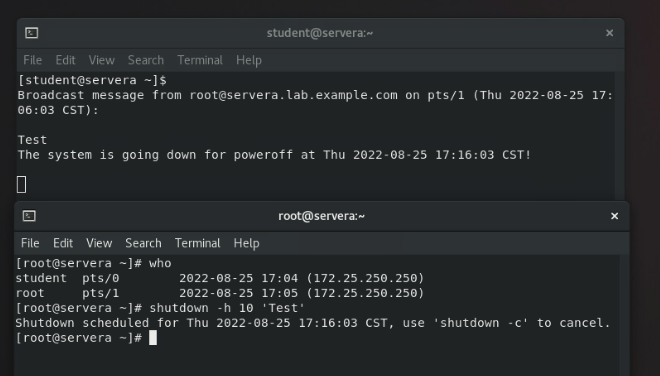 student@servera:~
File Edit View Search Terminal Help
[student@servera ~]$
Broadcast message from root@servera.lab.example.com on pts/1 (Thu 2022-08-25 17:
06:03 CST):
Test
The system is going down for poweroff at Thu 2022-08-25 17:16:03 CST!
root@servera:~
File Edit View Search Terminal Help
[root@servera ~]# who
student  pts/0        2022-08-25 17:04 (172.25.250.250)
root     pts/1        2022-08-25 17:05 (172.25.250.250)
[root@servera ~]# shutdown -h 10 'Test'
Shutdown scheduled for Thu 2022-08-25 17:16:03 CST, use 'shutdown -c' to cancel.
[root@servera ~]#